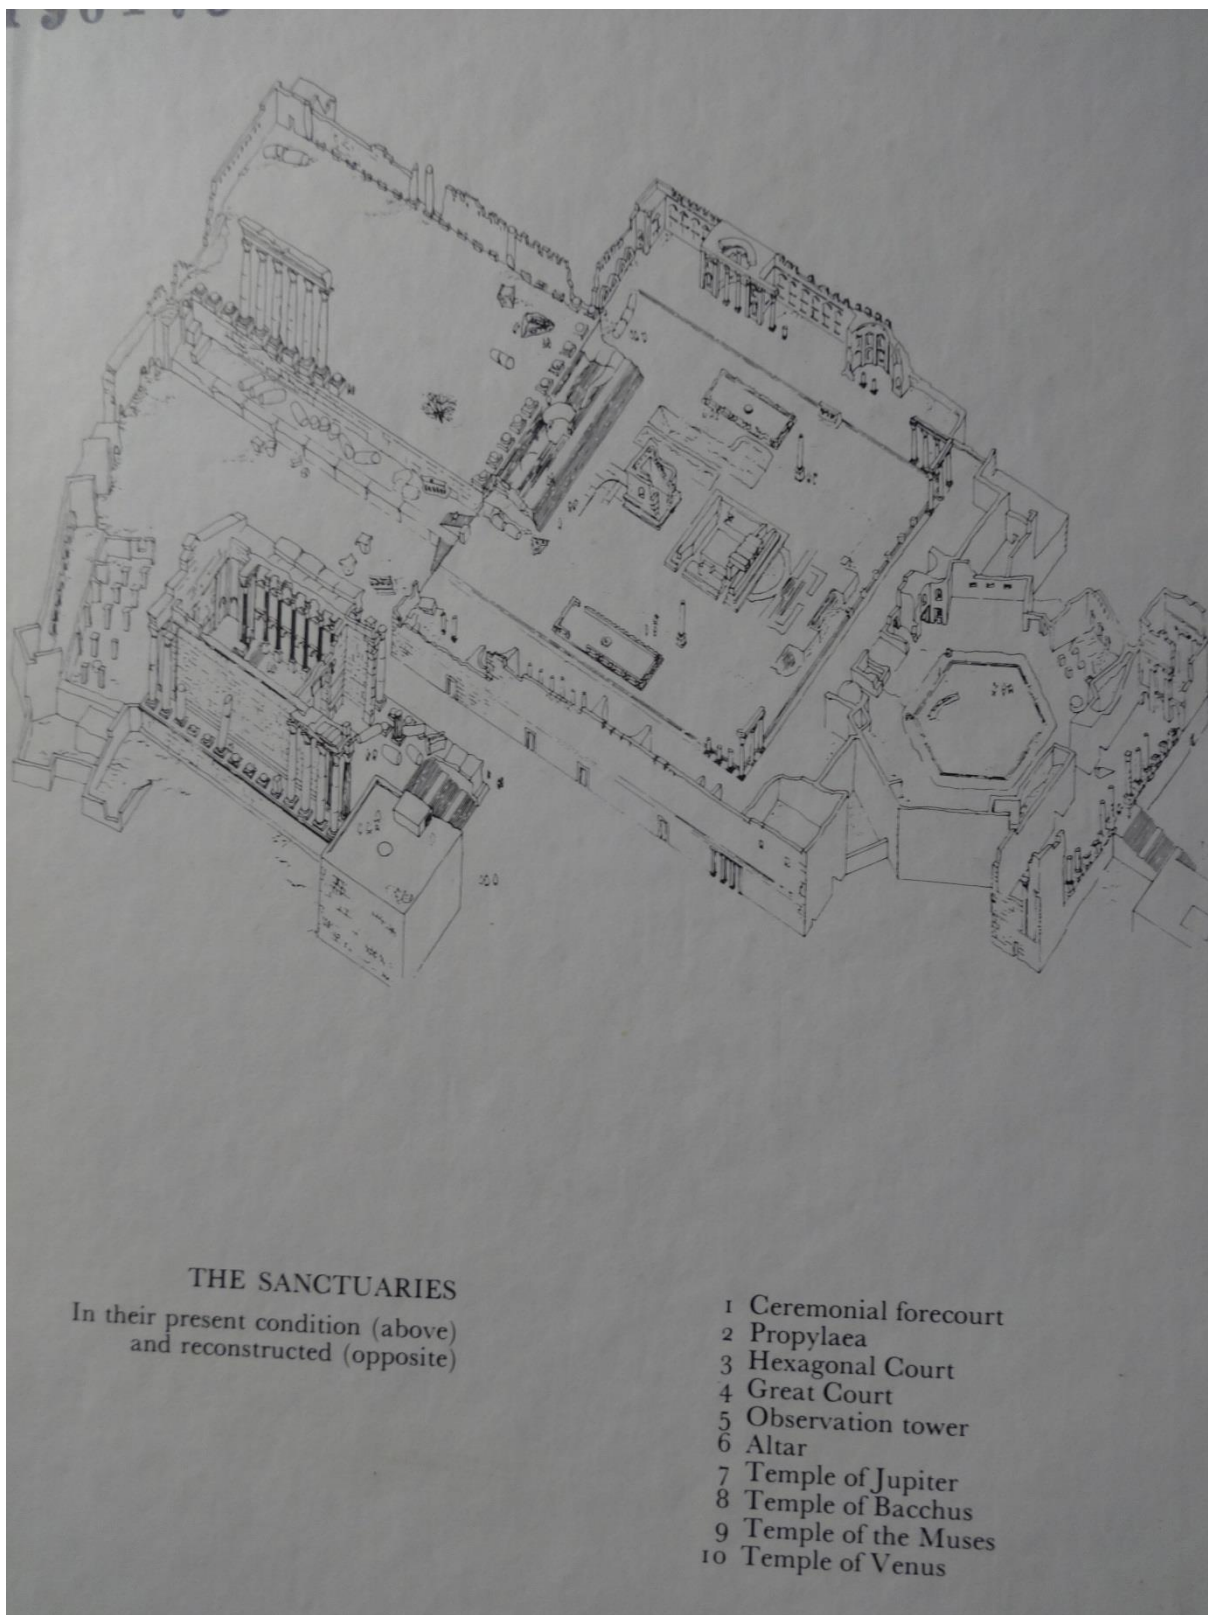 THE SANCTUARIES
In their present condition (above)
and reconstructed (opposite)
1 Ceremonial forecourt
2 Propylaea
3 Hexagonal Court
4 Great Court
5 Observation tower
6 Altar
7 Temple of Jupiter
8 Temple of Bacchus
9 Temple of the Muses
10 Temple of Venus